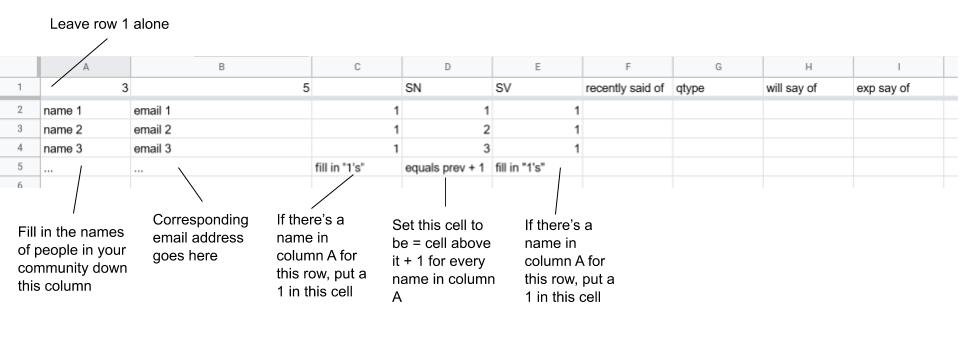 Leave row 1 alone
A B C D E F G H I
1 3 5 SN SV recently said of qtype will say of exp say of
2 name 1 email 1 1 1 1
3 name 2 email 2 1 2 1
4 name 3 email 3 1 3 1
5 ... ... fill in "1's" equals prev + 1 fill in "1's"
6
Fill in the names
of people in your
community down
this column
Corresponding
email address
goes here
If there's a
name in
column A for
this row, put a
1 in this cell
Set this cell to
be = cell above
it + 1 for every
name in column
A
If there's a
name in
column A for
this row, put a
1 in this cell